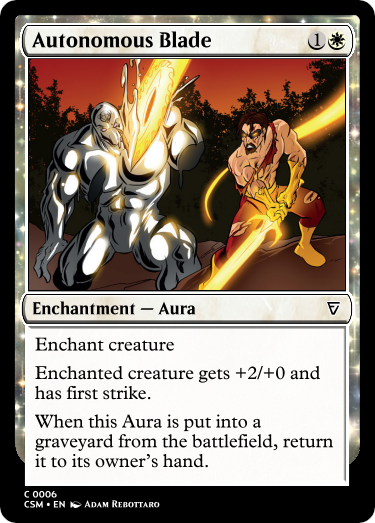 Autonomous Blade 1
Enchantment — Aura
Enchant creature
Enchanted creature gets +2/+0 and
has first strike.
When this Aura is put into a
graveyard from the battlefield, return
it to its owner's hand.
C 0006
CSM • EN Adam Rebottaro